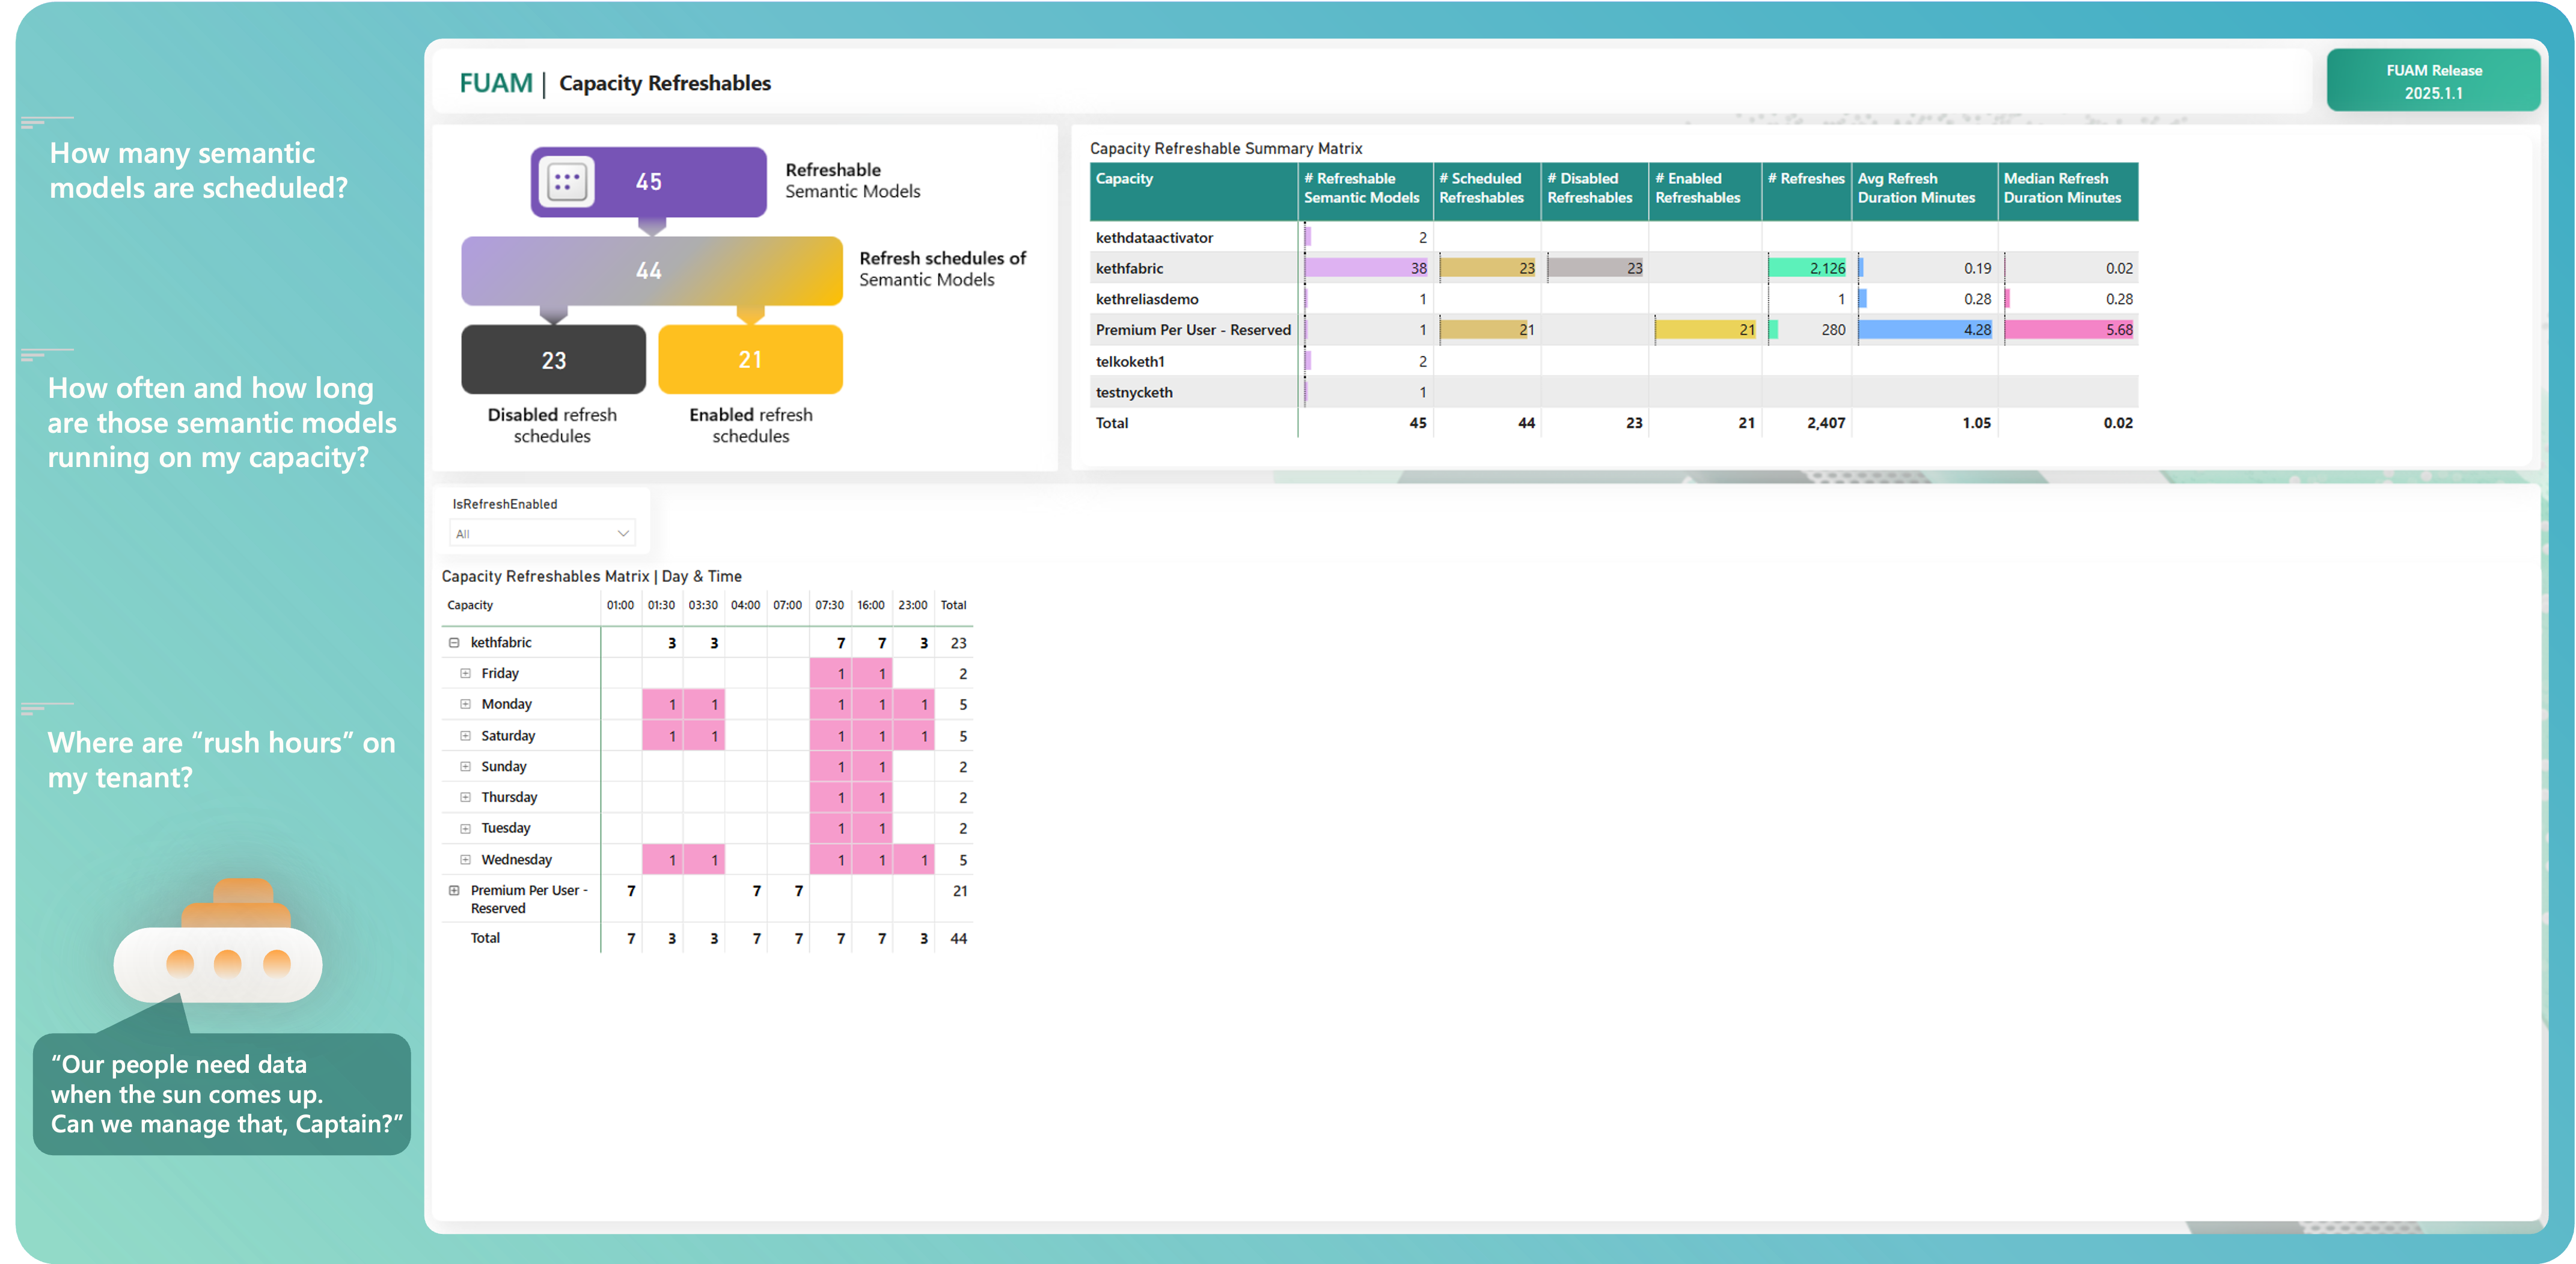 How many semantic
models are scheduled?
How often and how long
are those semantic models
running on my capacity?
Where are “rush hours” on
my tenant?
“Our people need data
when the sun comes up.
Can we manage that, Captain?”
FUAM | Capacity Refreshables
FUAM Release
2025.1.1
45
Refreshable
Semantic Models
44
Refresh schedules of
Semantic Models
23
21
Disabled refresh
schedules
Enabled refresh
schedules
Capacity Refreshable Summary Matrix
Capacity # Refreshable Semantic Models # Scheduled Refreshables # Disabled Refreshables # Enabled Refreshables # Refreshes Avg Refresh Duration Minutes Median Refresh Duration Minutes
kethdataactivator 2
kethfabric 38 23 23 2,126 0.19 0.02
kethreliasdemo 1 1 0.28 0.28
Premium Per User - Reserved 1 21 21 280 4.28 5.68
telkoketh1 2
testnycketh 1
Total 45 44 23 21 2,407 1.05 0.02
IsRefreshEnabled
All
Capacity Refreshables Matrix | Day & Time
Capacity 01:00 01:30 03:30 04:00 07:00 07:30 16:00 23:00 Total
kethfabric 3 3 7 7 3 23
Friday 1 1 2
Monday 1 1 1 1 1 5
Saturday 1 1 1 1 1 5
Sunday 1 1 2
Thursday 1 1 2
Tuesday 1 1 2
Wednesday 1 1 1 1 1 5
Premium Per User - 7 7 7 21
Reserved
Total 7 3 3 7 7 7 7 3 44